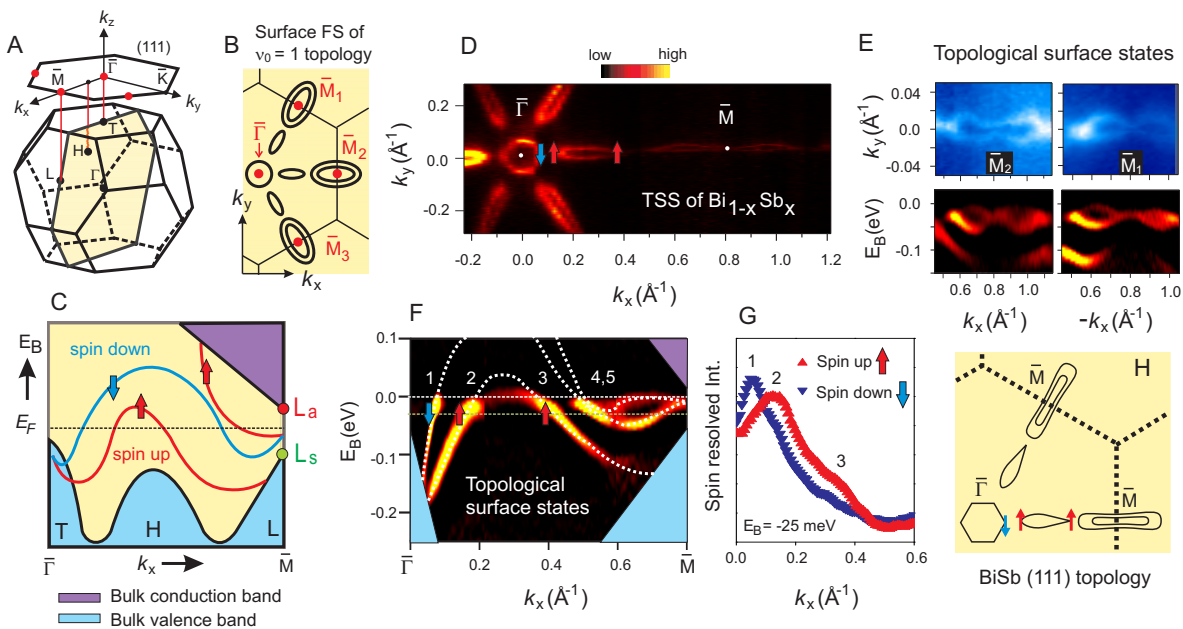 A
k_z
(111)
M̄
Γ̄
K̄
k_x
k_y
T
H
L
Γ
B
Surface FS of
ν₀ = 1 topology
M̄₁
Γ̄
M̄₂
k_y
M̄₃
k_x
C
E_B
spin down
E_F
L_a
L_s
spin up
T
H
L
Γ̄
k_x
M̄
Bulk conduction band
Bulk valence band
D
low
high
k_y (Å⁻¹)
0.2
0.0
-0.2
Γ̄
M̄
TSS of Bi₁₋ₓSbₓ
-0.2
0.0
0.2
0.4
0.6
0.8
1.0
1.2
k_x (Å⁻¹)
E
Topological surface states
k_y (Å⁻¹)
0.04
0.0
-0.04
M̄₂
M̄₁
E_B (eV)
0.0
-0.1
0.6
0.8
1.0
0.6
0.8
1.0
k_x (Å⁻¹)
-k_x (Å⁻¹)
F
E_B (eV)
0.1
0.0
-0.1
-0.2
1
2
3
4,5
Topological
surface states
Γ̄
0.2
0.4
0.6
M̄
k_x (Å⁻¹)
G
Spin resolved Int.
1
2
3
Spin up
Spin down
E_B = -25 meV
0.0
0.2
0.4
0.6
k_x (Å⁻¹)
H
M̄
Γ̄
M̄
BiSb (111) topology